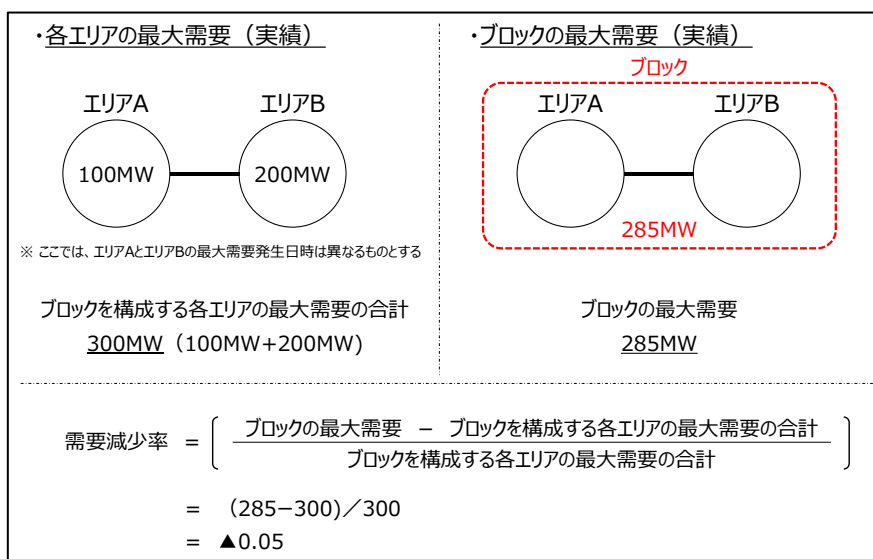 ・各エリアの最大需要（実績）
エリアA
エリアB
100MW
200MW
※ ここでは、エリアAとエリアBの最大需要発生日時は異なるものとする
ブロックを構成する各エリアの最大需要の合計
300MW（100MW+200MW）
・ブロックの最大需要（実績）
ブロック
エリアA
エリアB
285MW
ブロックの最大需要
285MW
需要減少率 ＝ ブロックの最大需要 － ブロックを構成する各エリアの最大需要の合計
ブロックを構成する各エリアの最大需要の合計
＝ （285−300）／300
＝ ▲0.05